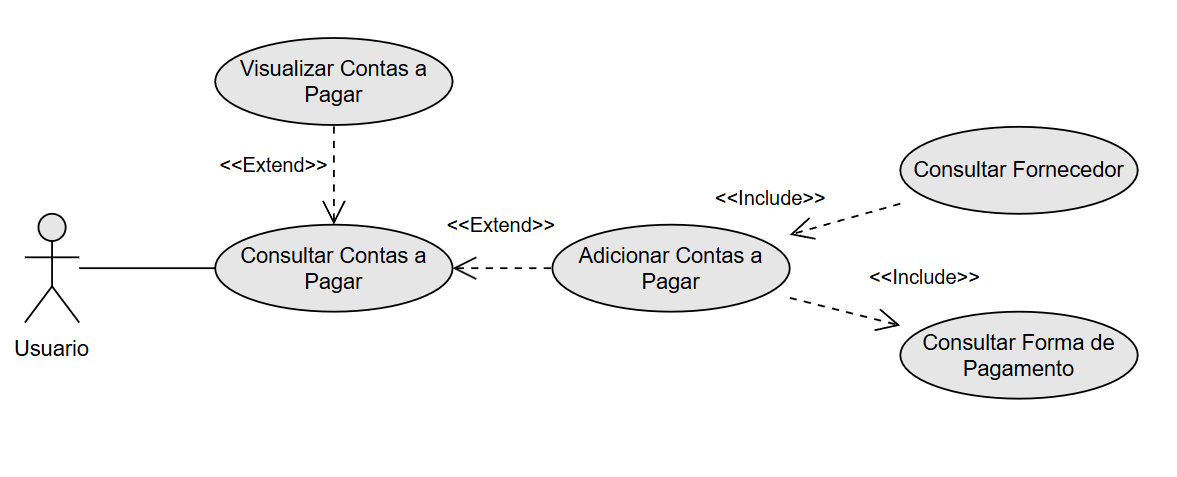 Visualizar Contas a
Pagar
<<Extend>>
Usuario
Consultar Contas a
Pagar
<<Extend>>
Adicionar Contas a
Pagar
<<Include>>
Consultar Fornecedor
<<Include>>
Consultar Forma de
Pagamento